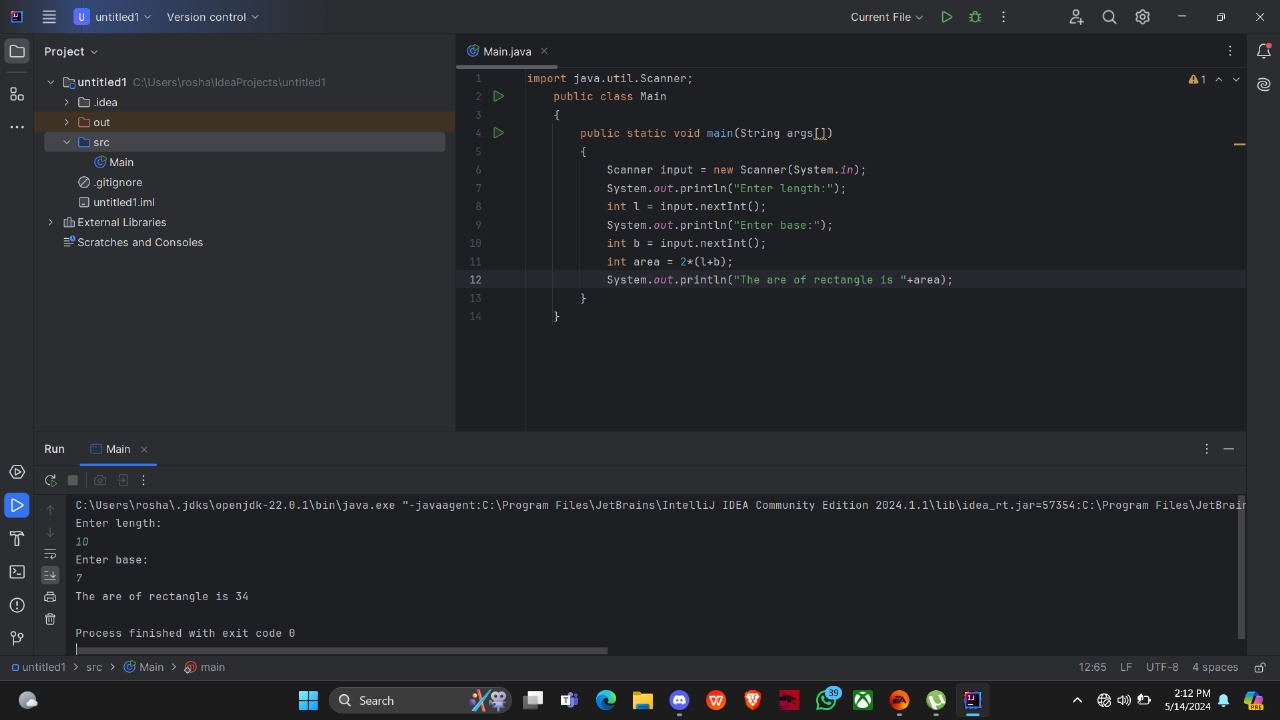 U untitled1 Version control Current File
Project
Main.java
untitled1 C:\Users\rosha\IdeaProjects\untitled1
.idea
out
src
Main
.gitignore
untitled1.iml
External Libraries
Scratches and Consoles
1 import java.util.Scanner; 1
2 public class Main
3 {
4 public static void main(String args[])
5 {
6 Scanner input = new Scanner(System.in);
7 System.out.println("Enter length:");
8 int l = input.nextInt();
9 System.out.println("Enter base:");
10 int b = input.nextInt();
11 int area = 2*(l+b);
12 System.out.println("The are of rectangle is "+area);
13 }
14 }
Run Main
C:\Users\rosha\.jdks\openjdk-22.0.1\bin\java.exe "-javaagent:C:\Program Files\JetBrains\IntelliJ IDEA Community Edition 2024.1.1\lib\idea_rt.jar=57354:C:\Program Files\JetBrain
Enter length:
10
Enter base:
7
The are of rectangle is 34
Process finished with exit code 0
untitled1 > src > Main > main 12:65 LF UTF-8 4 spaces
Search 39 2:12 PM
5/14/2024